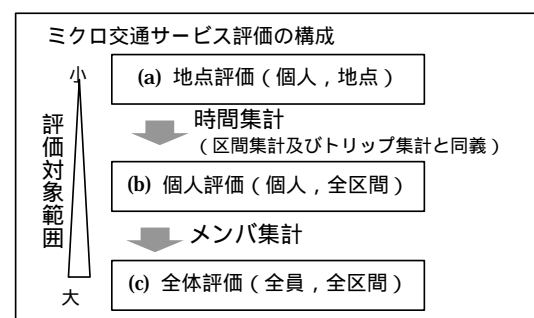 ミクロ交通サービス評価の構成
小
(a) 地点評価（個人，地点）
時間集計
（区間集計及びトリップ集計と同義）
評価対象範囲
(b) 個人評価（個人，全区間）
メンバ集計
(c) 全体評価（全員，全区間）
大